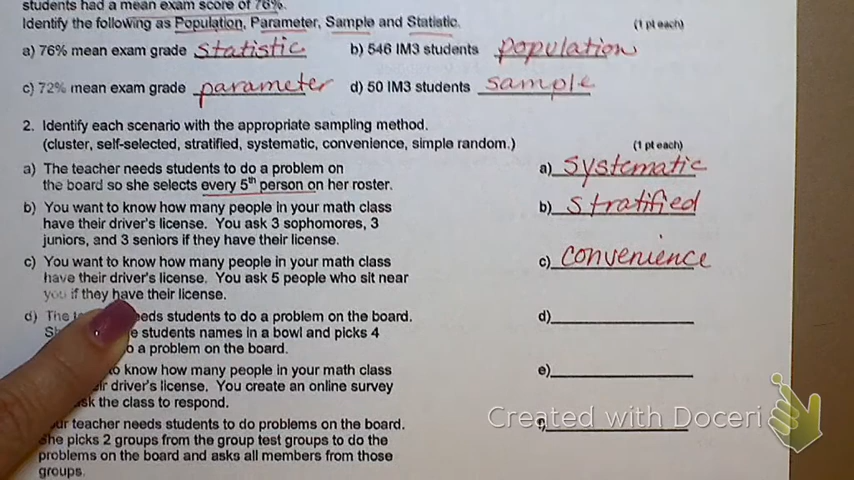 students had a mean exam score of 76%.
Identify the following as Population, Parameter, Sample and Statistic. (1 pt each)
a) 76% mean exam grade statistic b) 546 IM3 students population
c) 72% mean exam grade parameter d) 50 IM3 students sample
2. Identify each scenario with the appropriate sampling method.
(cluster, self-selected, stratified, systematic, convenience, simple random.) (1 pt each)
a) The teacher needs students to do a problem on a) systematic
the board so she selects every 5th person on her roster.
b) You want to know how many people in your math class b) stratified
have their driver's license. You ask 3 sophomores, 3
juniors, and 3 seniors if they have their license.
c) You want to know how many people in your math class c) convenience
have their driver's license. You ask 5 people who sit near
you if they have their license.
d) The eeds students to do a problem on the board. d)
students names in a bowl and picks 4
o a problem on the board.
to know how many people in your math class e)
driver's license. You create an online survey
the class to respond.
teacher needs students to do problems on the board.
She picks 2 groups from the group test groups to do the
problems on the board and asks all members from those
groups.
Created with Doceri